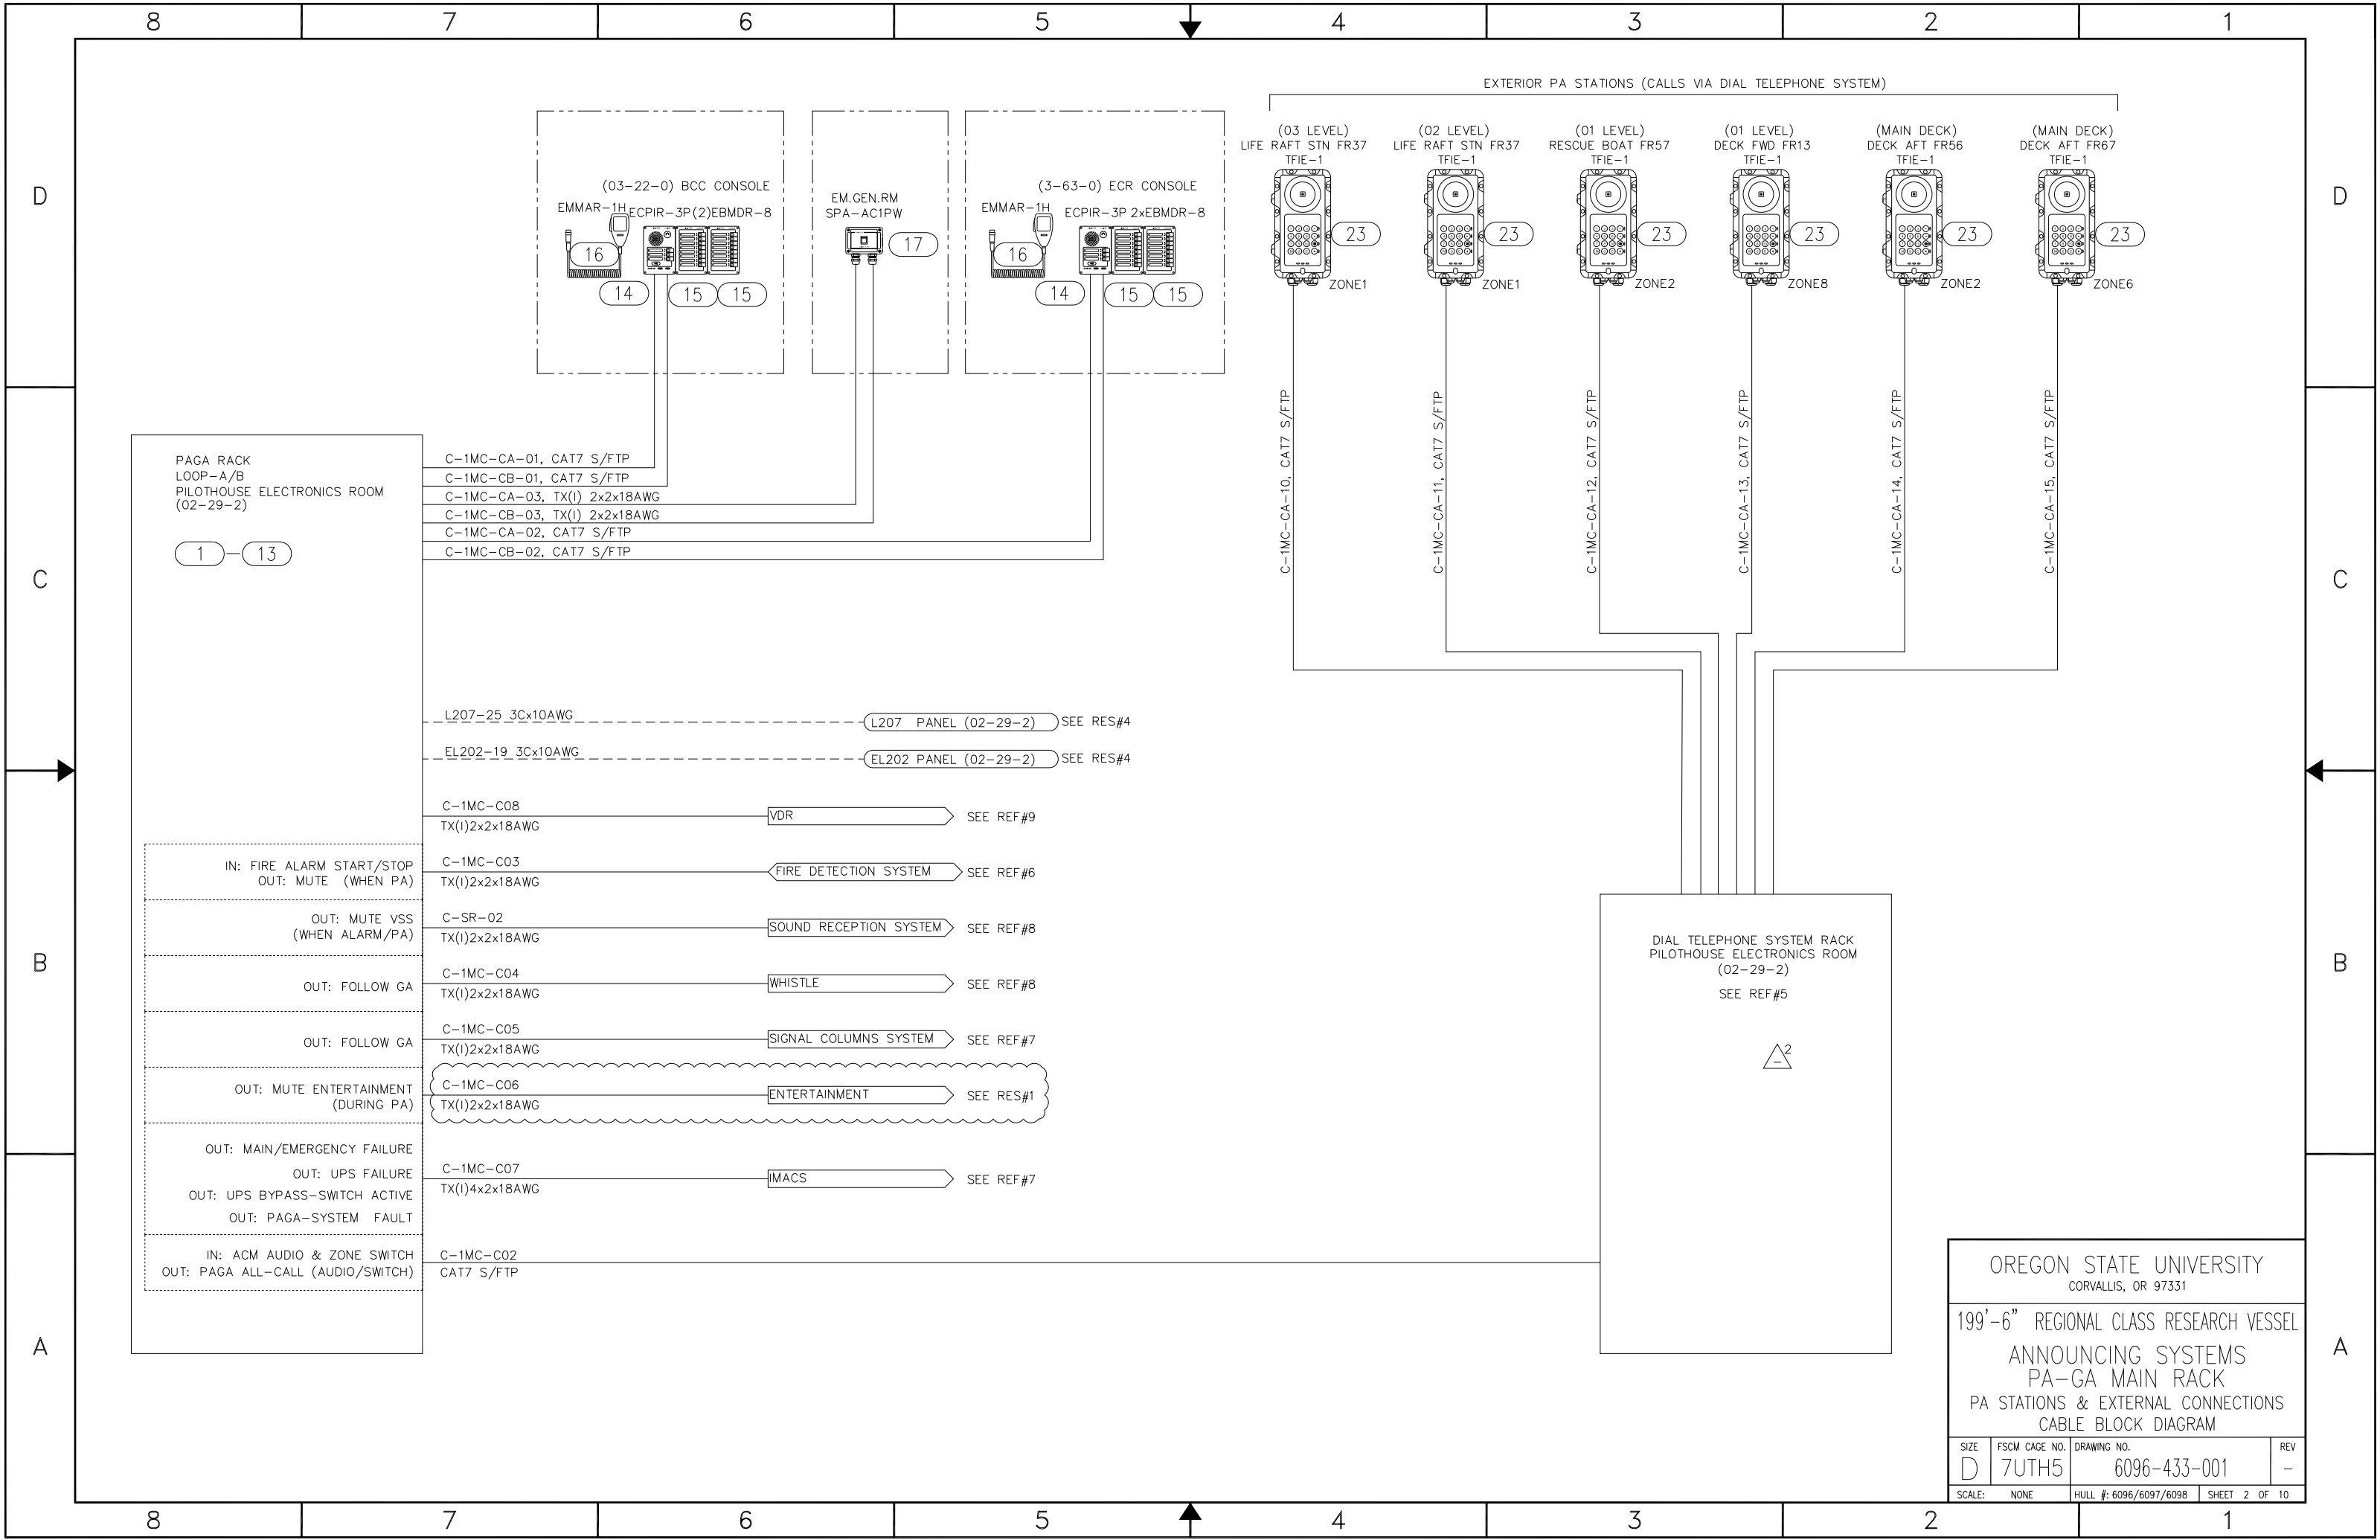 8 7 6 5 4 3 2 1
D
D
C
C
B
B
A
A
EXTERIOR PA STATIONS (CALLS VIA DIAL TELEPHONE SYSTEM)
(03 LEVEL)
LIFE RAFT STN FR37
TFIE-1
23
ZONE1
(02 LEVEL)
LIFE RAFT STN FR37
TFIE-1
23
ZONE1
(01 LEVEL)
RESCUE BOAT FR57
TFIE-1
23
ZONE2
(01 LEVEL)
DECK FWD FR13
TFIE-1
23
ZONE8
(MAIN DECK)
DECK AFT FR56
TFIE-1
23
ZONE2
(MAIN DECK)
DECK AFT FR67
TFIE-1
23
ZONE6
(03-22-0) BCC CONSOLE
EMMAR-1H ECPIR-3P(2)EBMDR-8
16
14 15 15
EM.GEN.RM
SPA-AC1PW
17
(3-63-0) ECR CONSOLE
EMMAR-1H ECPIR-3P 2xEBMDR-8
16
14 15 15
C-1MC-CA-10, CAT7 S/FTP
C-1MC-CA-11, CAT7 S/FTP
C-1MC-CA-12, CAT7 S/FTP
C-1MC-CA-13, CAT7 S/FTP
C-1MC-CA-14, CAT7 S/FTP
C-1MC-CA-15, CAT7 S/FTP
PAGA RACK
LOOP-A/B
PILOTHOUSE ELECTRONICS ROOM
(02-29-2)
1 - 13
C-1MC-CA-01, CAT7 S/FTP
C-1MC-CB-01, CAT7 S/FTP
C-1MC-CA-03, TX(I) 2x2x18AWG
C-1MC-CB-03, TX(I) 2x2x18AWG
C-1MC-CA-02, CAT7 S/FTP
C-1MC-CB-02, CAT7 S/FTP
L207-25 3Cx10AWG
L207 PANEL (02-29-2) SEE RES#4
EL202-19 3Cx10AWG
EL202 PANEL (02-29-2) SEE RES#4
C-1MC-C08
TX(I)2x2x18AWG
VDR SEE REF#9
IN: FIRE ALARM START/STOP
OUT: MUTE (WHEN PA)
C-1MC-C03
TX(I)2x2x18AWG
FIRE DETECTION SYSTEM SEE REF#6
OUT: MUTE VSS
(WHEN ALARM/PA)
C-SR-02
TX(I)2x2x18AWG
SOUND RECEPTION SYSTEM SEE REF#8
OUT: FOLLOW GA
C-1MC-C04
TX(I)2x2x18AWG
WHISTLE SEE REF#8
OUT: FOLLOW GA
C-1MC-C05
TX(I)2x2x18AWG
SIGNAL COLUMNS SYSTEM SEE REF#7
OUT: MUTE ENTERTAINMENT
(DURING PA)
C-1MC-C06
TX(I)2x2x18AWG
ENTERTAINMENT SEE RES#1
OUT: MAIN/EMERGENCY FAILURE
OUT: UPS FAILURE
OUT: UPS BYPASS-SWITCH ACTIVE
OUT: PAGA-SYSTEM FAULT
C-1MC-C07
TX(I)4x2x18AWG
IMACS SEE REF#7
IN: ACM AUDIO & ZONE SWITCH
OUT: PAGA ALL-CALL (AUDIO/SWITCH)
C-1MC-C02
CAT7 S/FTP
DIAL TELEPHONE SYSTEM RACK
PILOTHOUSE ELECTRONICS ROOM
(02-29-2)
SEE REF#5
- 2
OREGON STATE UNIVERSITY
CORVALLIS, OR 97331
199'-6" REGIONAL CLASS RESEARCH VESSEL
ANNOUNCING SYSTEMS
PA-GA MAIN RACK
PA STATIONS & EXTERNAL CONNECTIONS
CABLE BLOCK DIAGRAM
SIZE FSCM CAGE NO. DRAWING NO. REV
D 7UTH5 6096-433-001 -
SCALE: NONE HULL #: 6096/6097/6098 SHEET 2 OF 10
8 7 6 5 4 3 2 1